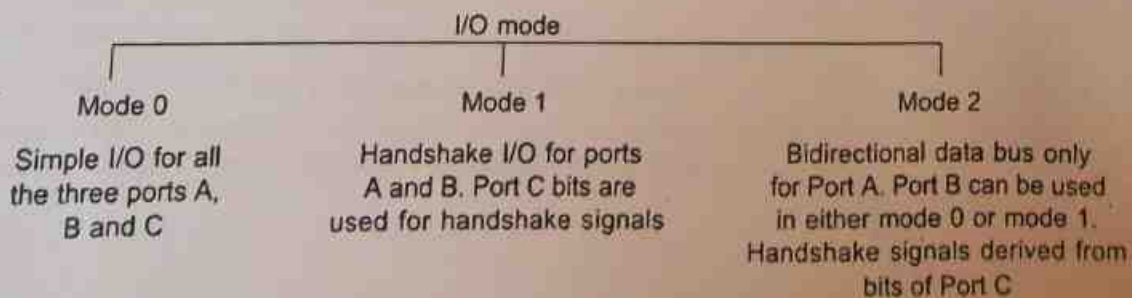 I/O mode
Mode 0
Simple I/O for all
the three ports A,
B and C
Mode 1
Handshake I/O for ports
A and B. Port C bits are
used for handshake signals
Mode 2
Bidirectional data bus only
for Port A. Port B can be used
in either mode 0 or mode 1.
Handshake signals derived from
bits of Port C